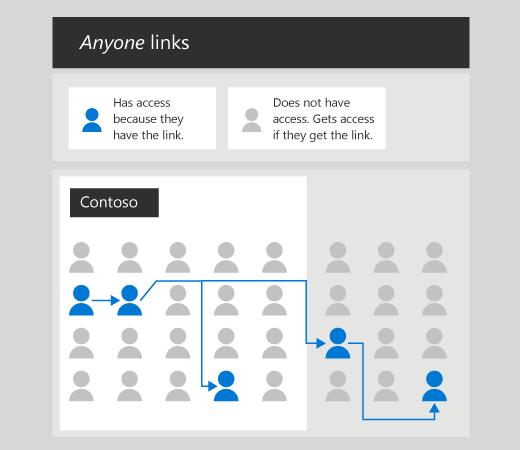 Anyone links
Has access
because they
have the link.
Does not have
access. Gets access
if they get the link.
Contoso